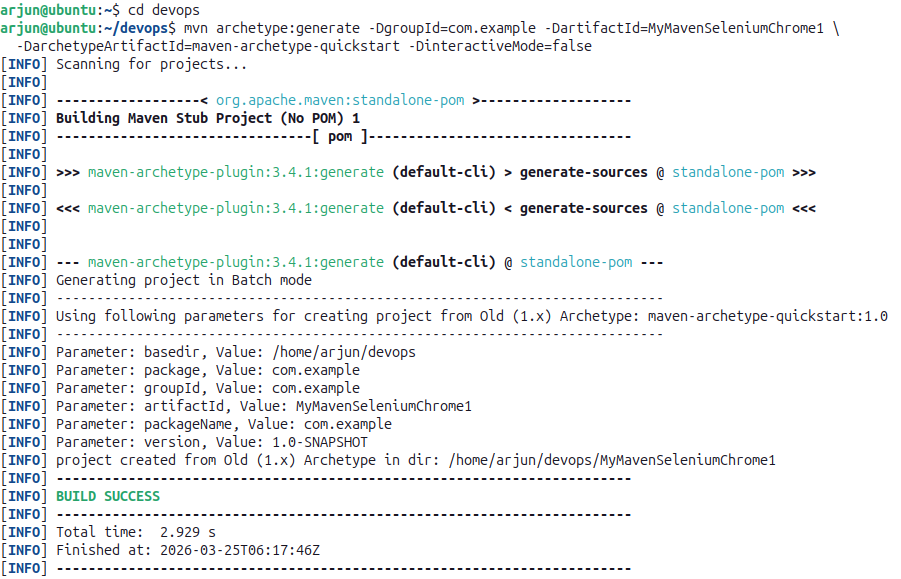 arjun@ubuntu:~$ cd devops
arjun@ubuntu:~/devops$ mvn archetype:generate -DgroupId=com.example -DartifactId=MyMavenSeleniumChrome1 \
  -DarchetypeArtifactId=maven-archetype-quickstart -DinteractiveMode=false
[INFO] Scanning for projects...
[INFO]
[INFO] ------------------< org.apache.maven:standalone-pom >-------------------
[INFO] Building Maven Stub Project (No POM) 1
[INFO] --------------------------------[ pom ]---------------------------------
[INFO]
[INFO] >>> maven-archetype-plugin:3.4.1:generate (default-cli) > generate-sources @ standalone-pom >>>
[INFO]
[INFO] <<< maven-archetype-plugin:3.4.1:generate (default-cli) < generate-sources @ standalone-pom <<<
[INFO]
[INFO]
[INFO] --- maven-archetype-plugin:3.4.1:generate (default-cli) @ standalone-pom ---
[INFO] Generating project in Batch mode
[INFO] ----------------------------------------------------------------------------
[INFO] Using following parameters for creating project from Old (1.x) Archetype: maven-archetype-quickstart:1.0
[INFO] ----------------------------------------------------------------------------
[INFO] Parameter: basedir, Value: /home/arjun/devops
[INFO] Parameter: package, Value: com.example
[INFO] Parameter: groupId, Value: com.example
[INFO] Parameter: artifactId, Value: MyMavenSeleniumChrome1
[INFO] Parameter: packageName, Value: com.example
[INFO] Parameter: version, Value: 1.0-SNAPSHOT
[INFO] project created from Old (1.x) Archetype in dir: /home/arjun/devops/MyMavenSeleniumChrome1
[INFO] ------------------------------------------------------------------------
[INFO] BUILD SUCCESS
[INFO] ------------------------------------------------------------------------
[INFO] Total time:  2.929 s
[INFO] Finished at: 2026-03-25T06:17:46Z
[INFO] ------------------------------------------------------------------------